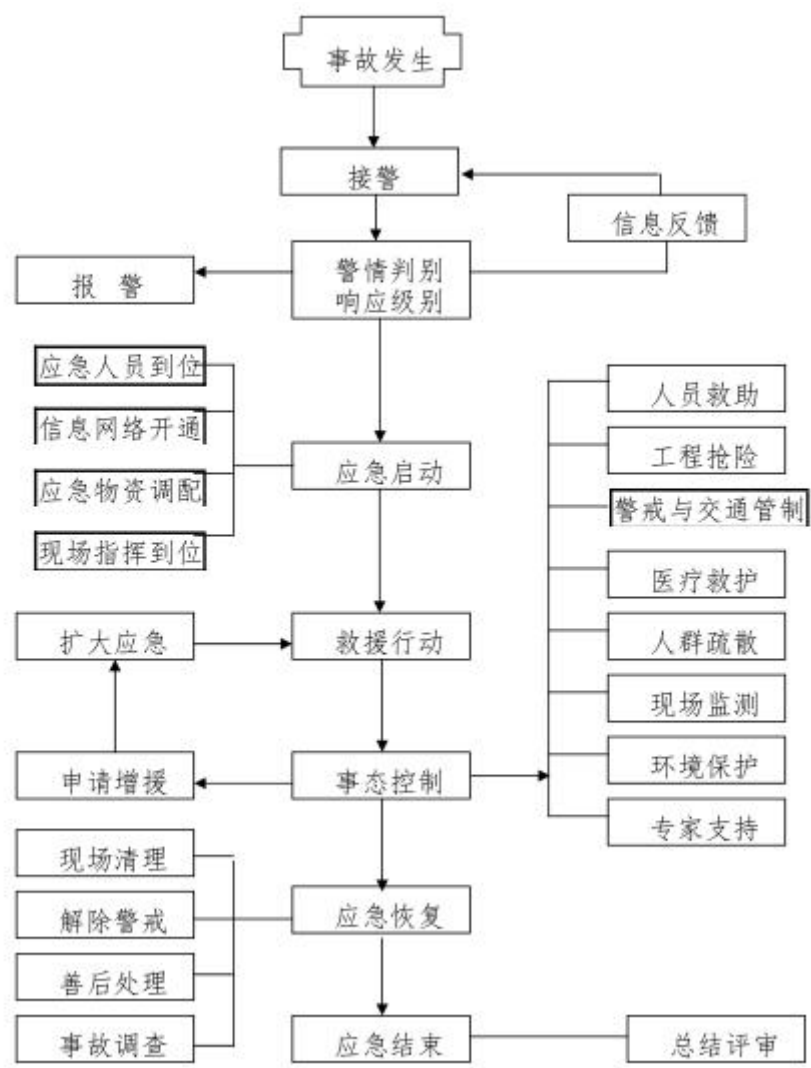 事故发生
接警
信息反馈
报 警
警情判别
响应级别
应急人员到位
信息网络开通
应急物资调配
现场指挥到位
应急启动
人员救助
工程抢险
警戒与交通管制
医疗救护
人群疏散
现场监测
环境保护
专家支持
扩大应急
救援行动
申请增援
事态控制
现场清理
解除警戒
善后处理
事故调查
应急恢复
应急结束
总结评审